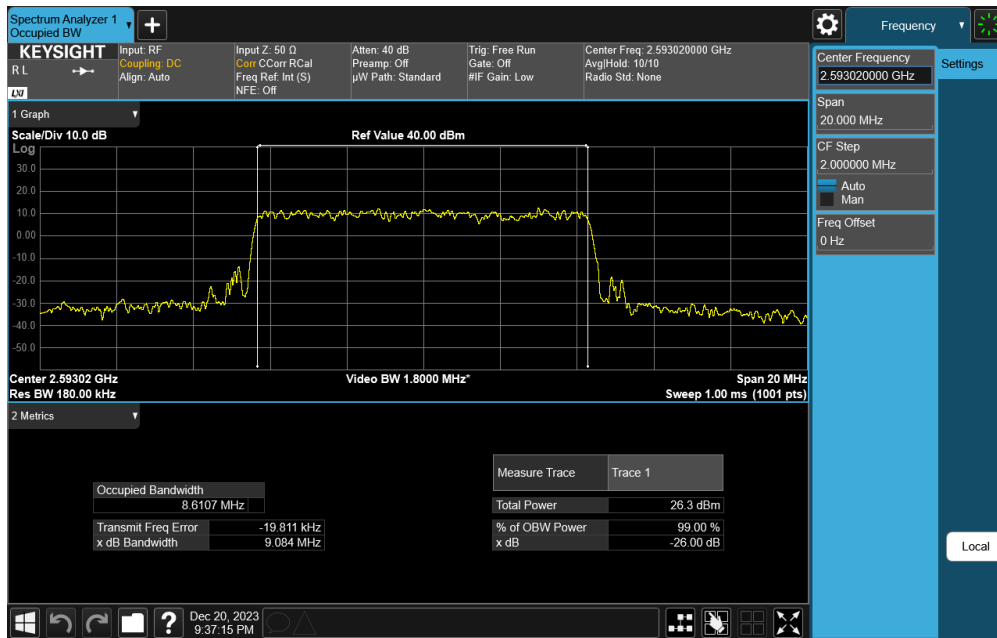 Spectrum Analyzer 1
Occupied BW
KEYSIGHT
R L
LXI
Input: RF
Coupling: DC
Align: Auto
Input Z: 50 Ω
Corr CCorr RCal
Freq Ref: Int (S)
NFE: Off
Atten: 40 dB
Preamp: Off
µW Path: Standard
Trig: Free Run
Gate: Off
#IF Gain: Low
Center Freq: 2.593020000 GHz
Avg|Hold: 10/10
Radio Std: None
1 Graph
Scale/Div 10.0 dB
Ref Value 40.00 dBm
Log
30.0
20.0
10.0
0.00
-10.0
-20.0
-30.0
-40.0
-50.0
Center 2.59302 GHz
Video BW 1.8000 MHz*
Span 20 MHz
Res BW 180.00 kHz
Sweep 1.00 ms (1001 pts)
2 Metrics
Occupied Bandwidth
8.6107 MHz
Transmit Freq Error -19.811 kHz
x dB Bandwidth 9.084 MHz
Measure Trace Trace 1
Total Power 26.3 dBm
% of OBW Power 99.00 %
x dB -26.00 dB
Frequency
Settings
Center Frequency
2.593020000 GHz
Span
20.000 MHz
CF Step
2.000000 MHz
Auto
Man
Freq Offset
0 Hz
Local
?
Dec 20, 2023
9:37:15 PM